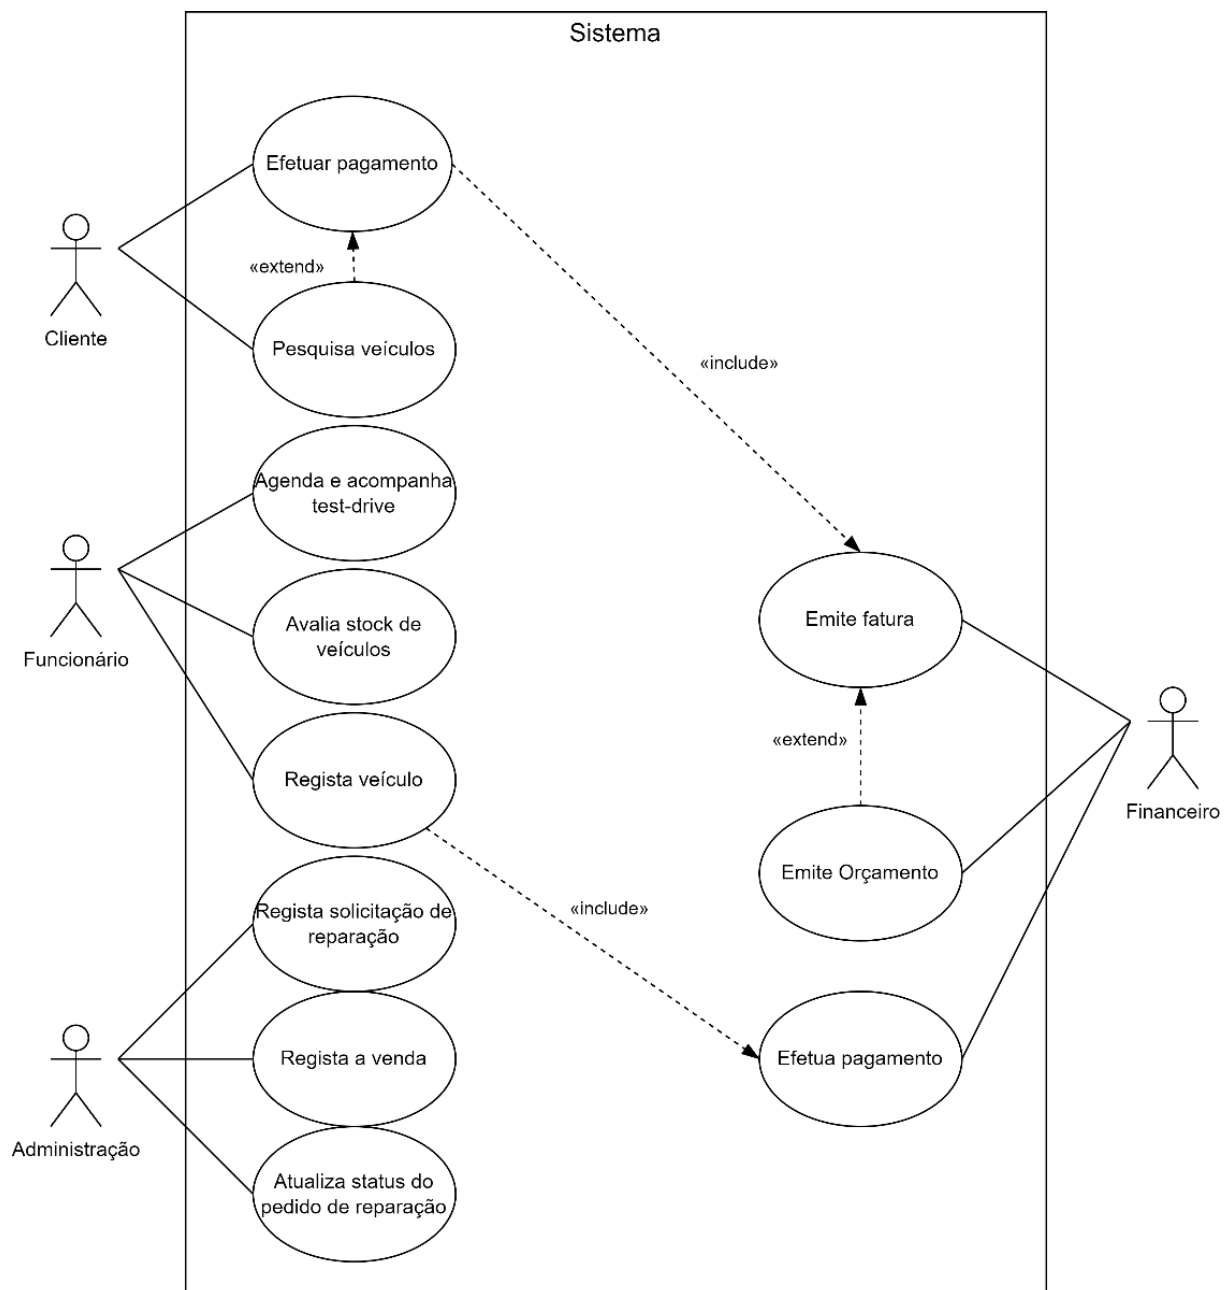 Sistema
Efetuar pagamento
«extend»
Cliente
Pesquisa veículos
«include»
Agenda e acompanha
test-drive
Avalia stock de
veículos
Funcionário
Emite fatura
«extend»
Regista veículo
Financeiro
Emite Orçamento
«include»
Regista solicitação de
reparação
Regista a venda
Efetua pagamento
Administração
Atualiza status do
pedido de reparação